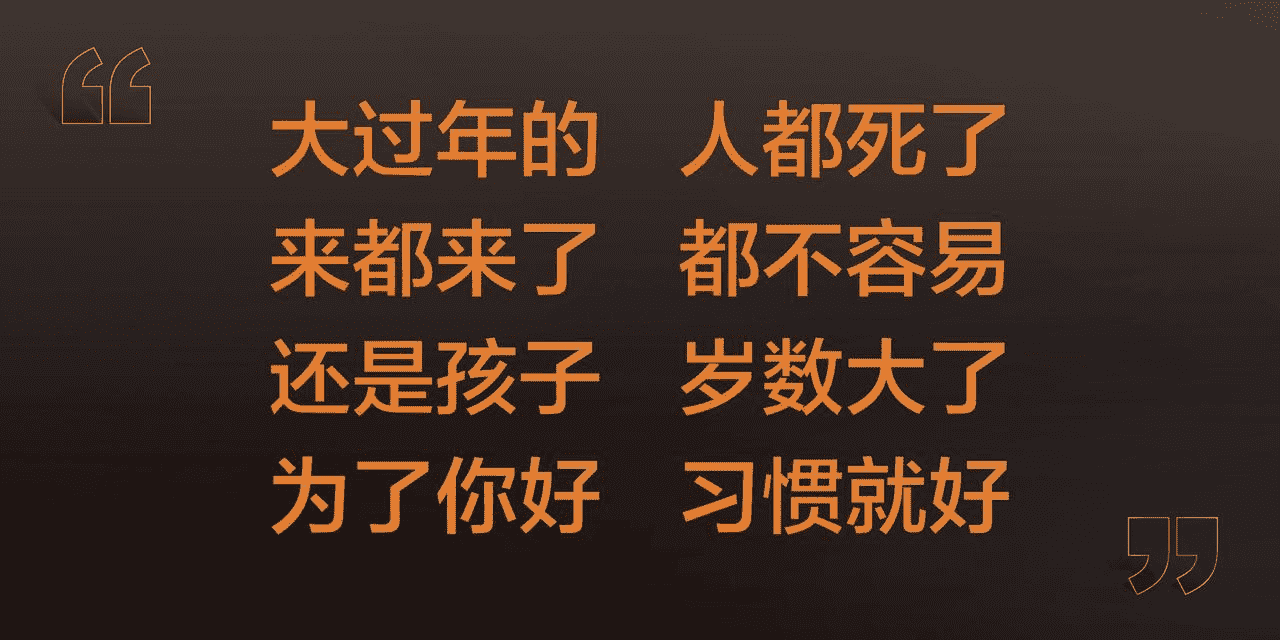 大过年的 人都死了
来都来了 都不容易
还是孩子 岁数大了
为了你好 习惯就好